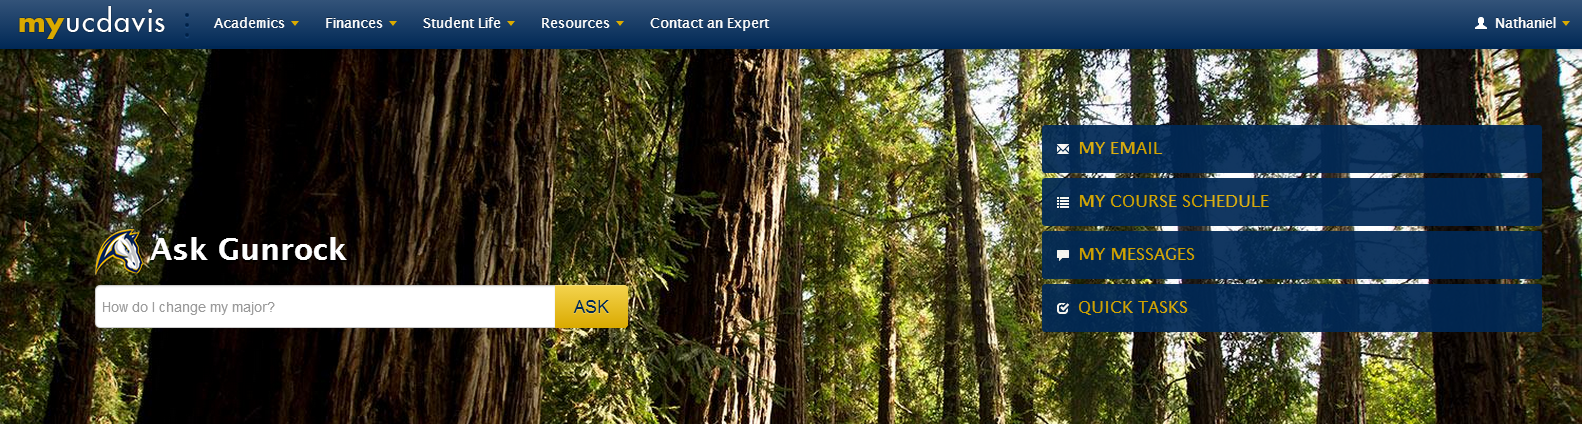 myucdavis Academics Finances Student Life Resources Contact an Expert Nathaniel
MY EMAIL
MY COURSE SCHEDULE
Ask Gunrock
MY MESSAGES
How do I change my major? ASK
QUICK TASKS